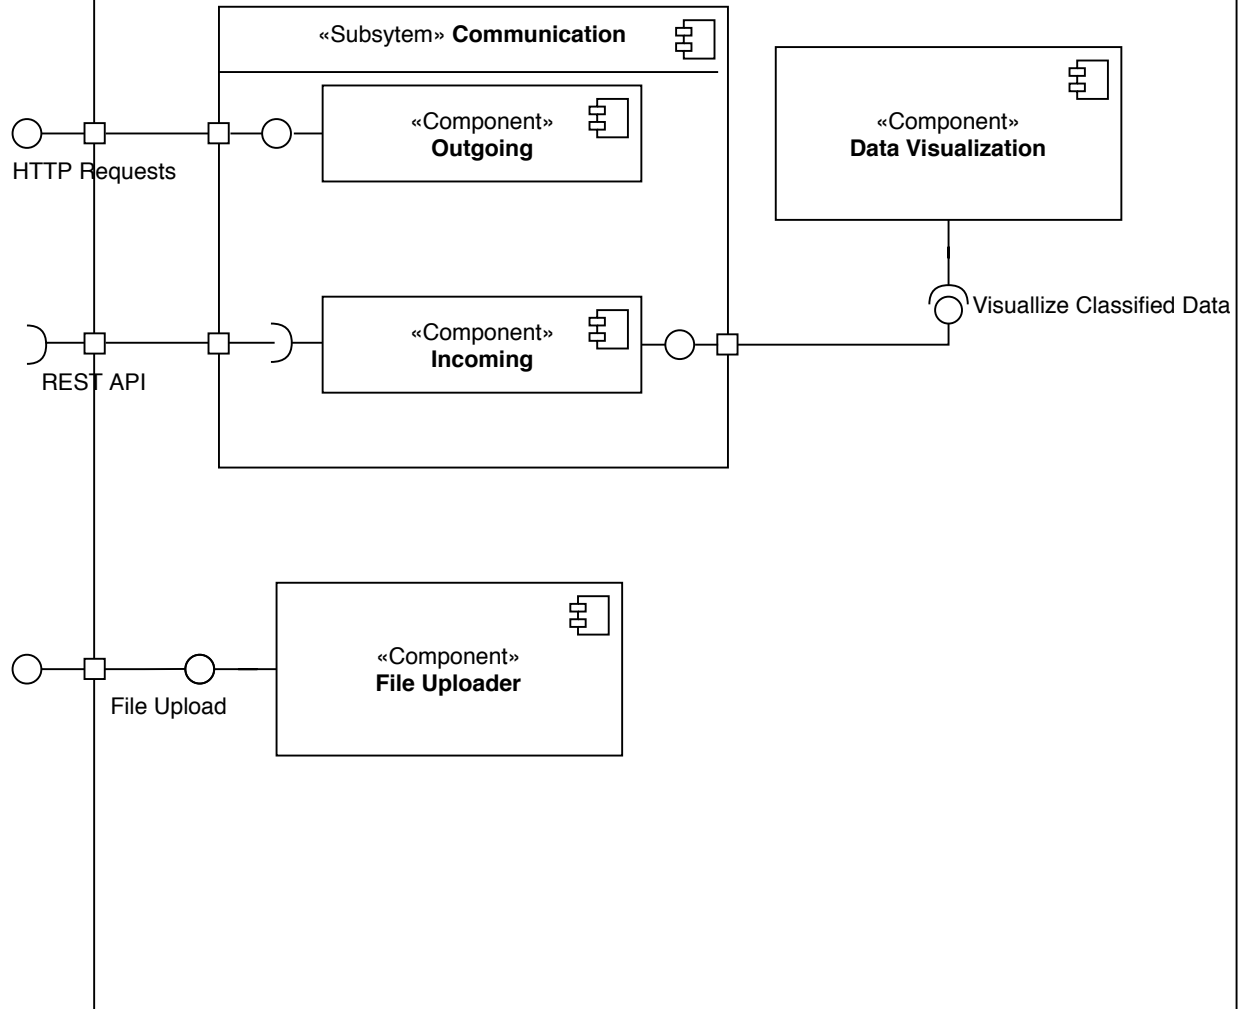 «Subsytem» Communication
«Component»
Outgoing
«Component»
Data Visualization
HTTP Requests
«Component»
Incoming
Visuallize Classified Data
REST API
«Component»
File Uploader
File Upload